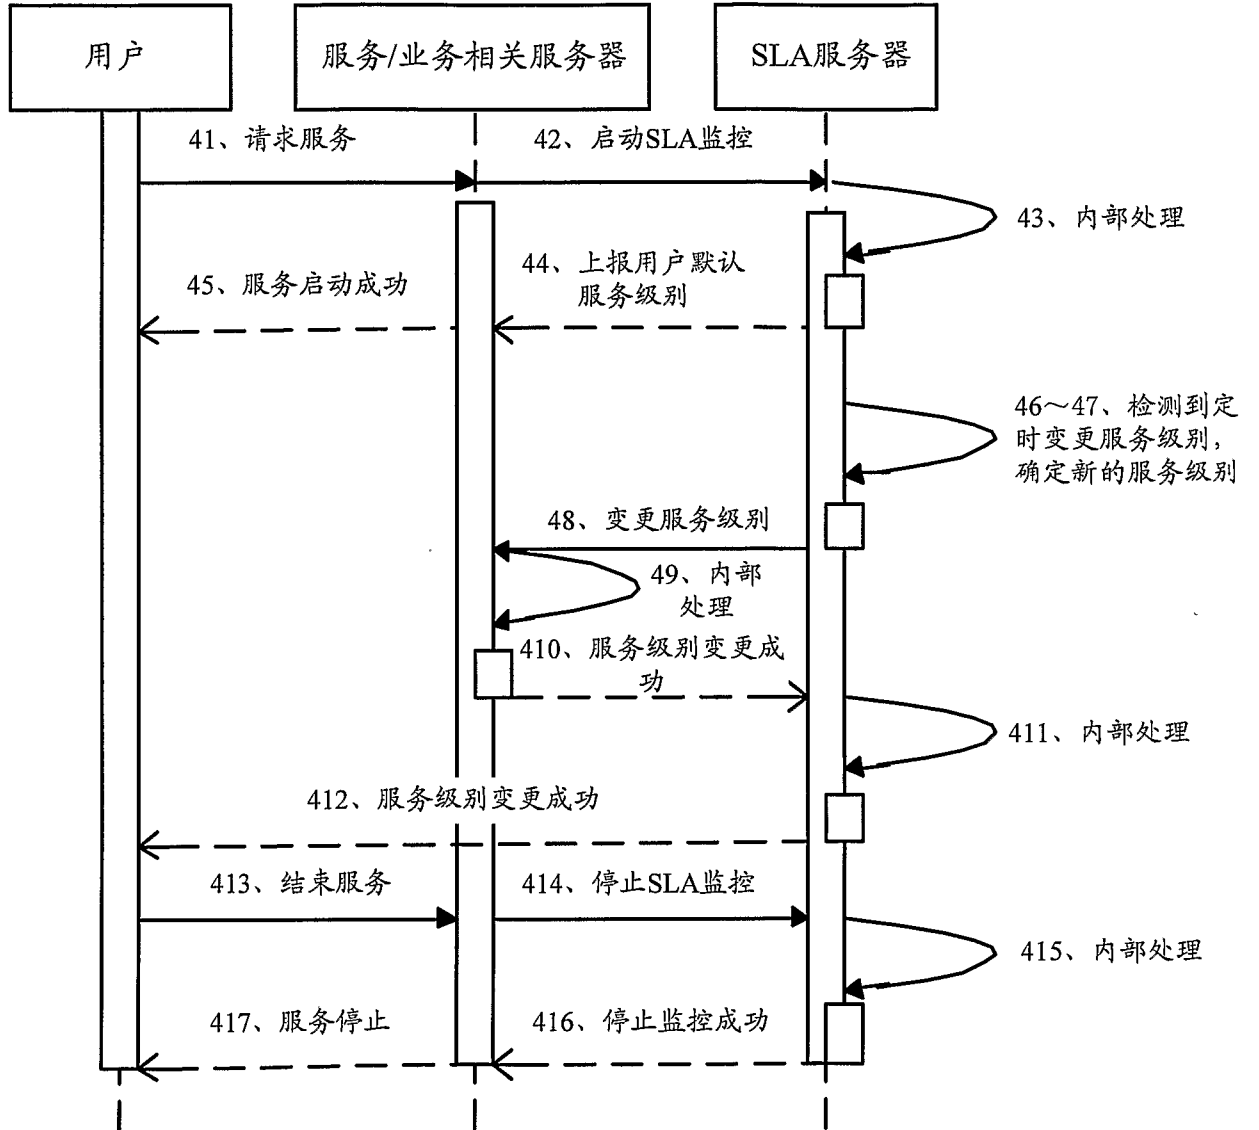 用户
服务/业务相关服务器
SLA服务器
41、请求服务
42、启动SLA监控
43、内部处理
44、上报用户默认
服务级别
45、服务启动成功
46～47、检测到定
时变更服务级别，
确定新的服务级别
48、变更服务级别
49、内部
处理
410、服务级别变更成
功
411、内部处理
412、服务级别变更成功
413、结束服务
414、停止SLA监控
415、内部处理
416、停止监控成功
417、服务停止